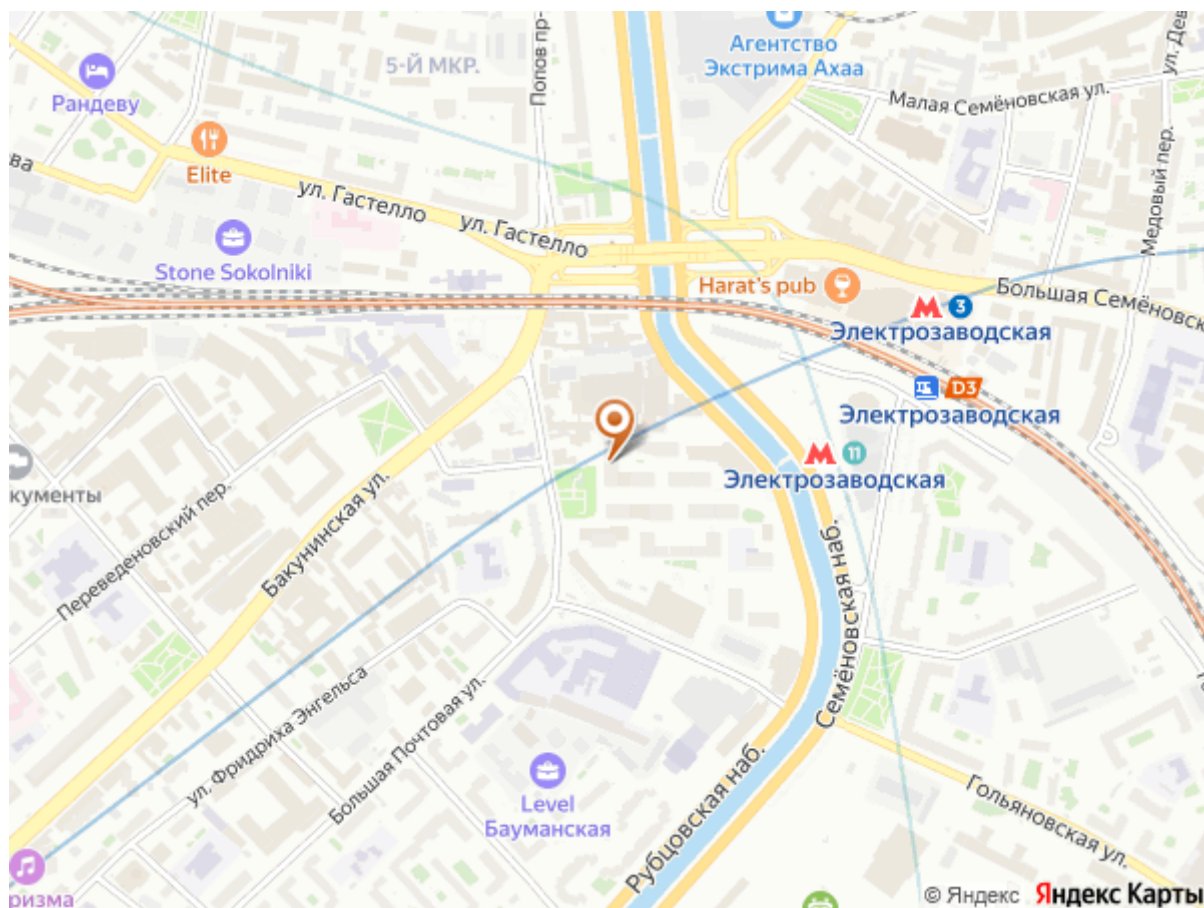 Агентство
Экстрима Ахаа
ул. Дев
5-Й МКР.
Попов пр-
Рандеву
Малая Семёновская ул.
Медовый пер.
ва
Elite
ул. Гастелло
ул. Гастелло
Stone Sokolniki
Harat's pub
Большая Семёновск
3
Электрозаводская
D3
Электрозаводская
11
Электрозаводская
кументы
Переведеновский пер.
Бакунинская ул.
Семёновская наб.
ул. Фридриха Энгельса
Большая Почтовая ул.
Level
Бауманская
Рубцовская наб.
Гольяновская ул.
ризма
© Яндекс Яндекс Карты